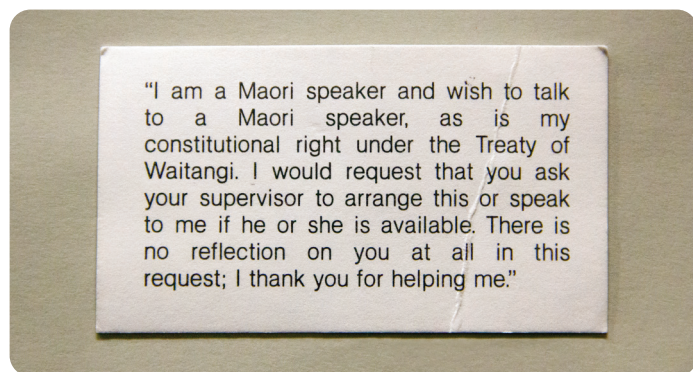 “I am a Maori speaker and wish to talk
to a Maori speaker, as is my
constitutional right under the Treaty of
Waitangi. I would request that you ask
your supervisor to arrange this or speak
to me if he or she is available. There is
no reflection on you at all in this
request; I thank you for helping me.”